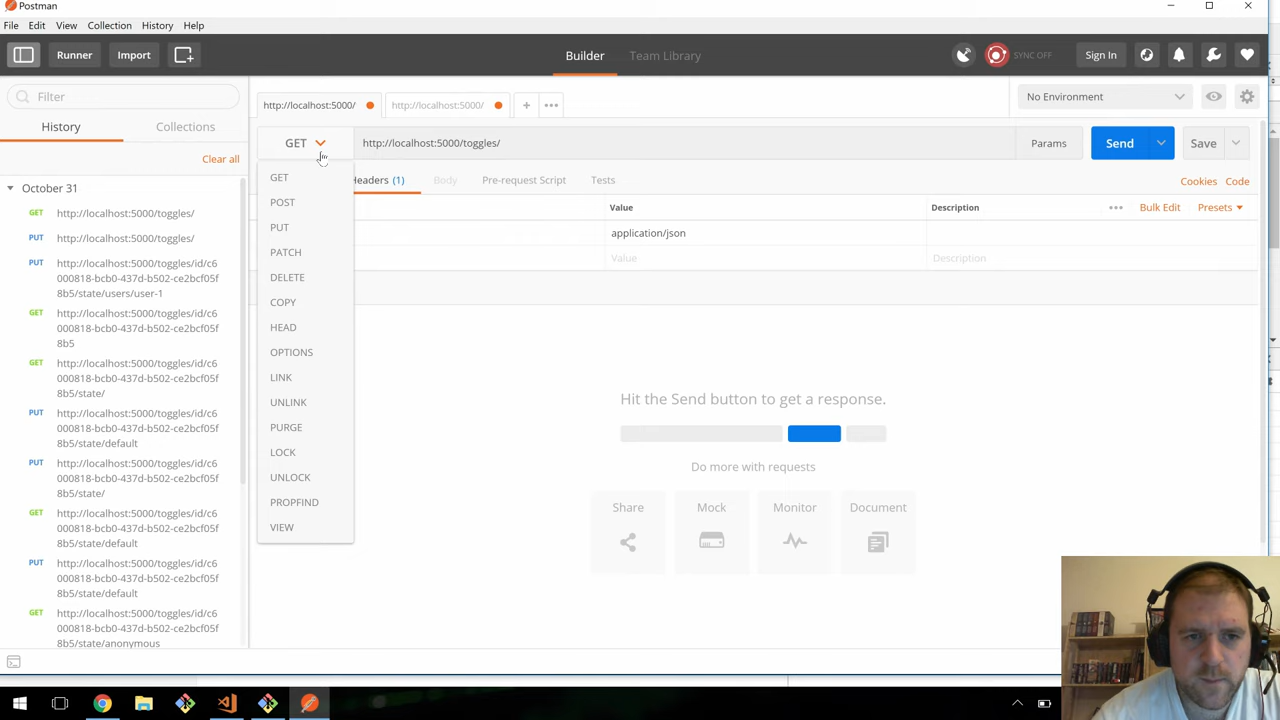 Postman
File Edit View Collection History Help
Runner Import Builder Team Library SYNC OFF Sign In
Filter
History Collections
Clear all
October 31
GET http://localhost:5000/toggles/
PUT http://localhost:5000/toggles/
PUT http://localhost:5000/toggles/id/c6
000818-bcb0-437d-b502-ce2bcf05f
8b5/state/users/user-1
GET http://localhost:5000/toggles/id/c6
000818-bcb0-437d-b502-ce2bcf05f
8b5
GET http://localhost:5000/toggles/id/c6
000818-bcb0-437d-b502-ce2bcf05f
8b5/state/
PUT http://localhost:5000/toggles/id/c6
000818-bcb0-437d-b502-ce2bcf05f
8b5/state/default
PUT http://localhost:5000/toggles/id/c6
000818-bcb0-437d-b502-ce2bcf05f
8b5/state/
GET http://localhost:5000/toggles/id/c6
000818-bcb0-437d-b502-ce2bcf05f
8b5/state/default
PUT http://localhost:5000/toggles/id/c6
000818-bcb0-437d-b502-ce2bcf05f
8b5/state/default
GET http://localhost:5000/toggles/id/c6
000818-bcb0-437d-b502-ce2bcf05f
8b5/state/anonymous
http://localhost:5000/ http://localhost:5000/ + ••• No Environment
GET http://localhost:5000/toggles/ Params Send Save
GET
POST
PUT
PATCH
DELETE
COPY
HEAD
OPTIONS
LINK
UNLINK
PURGE
LOCK
UNLOCK
PROPFIND
VIEW
eaders (1) Body Pre-request Script Tests Cookies Code
Value Description ••• Bulk Edit Presets
application/json
Value Description
Hit the Send button to get a response.
Do more with requests
Share Mock Monitor Document